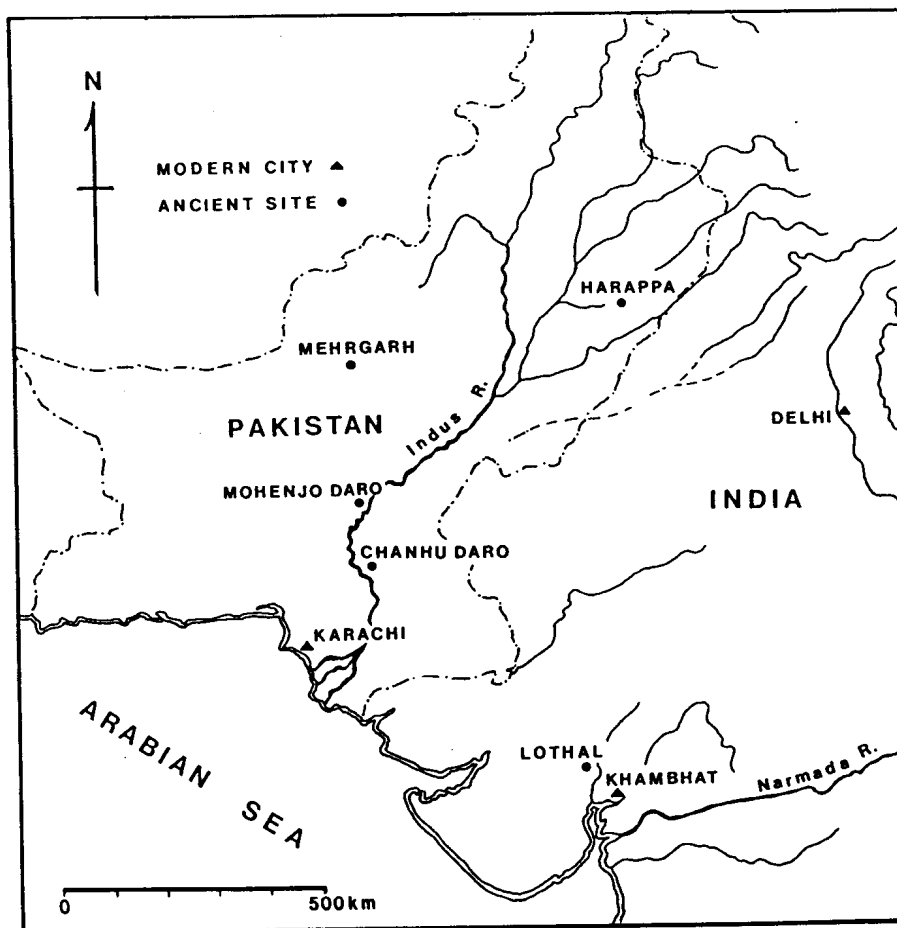 N
MODERN CITY
ANCIENT SITE
HARAPPA
MEHRGARH
Indus R.
PAKISTAN
DELHI
MOHENJO DARO
INDIA
CHANHU DARO
KARACHI
ARABIAN SEA
LOTHAL
KHAMBHAT
Narmada R.
0 500km